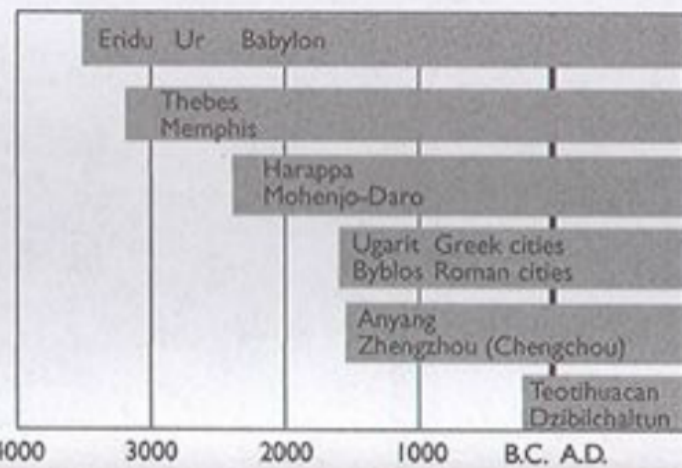 Eridu Ur Babylon
Thebes
Memphis
Harappa
Mohenjo-Daro
Ugarit Greek cities
Byblos Roman cities
Anyang
Zhengzhou (Chengchou)
Teotihuacan
Dzibilchaltun
4000 3000 2000 1000 B.C. A.D.